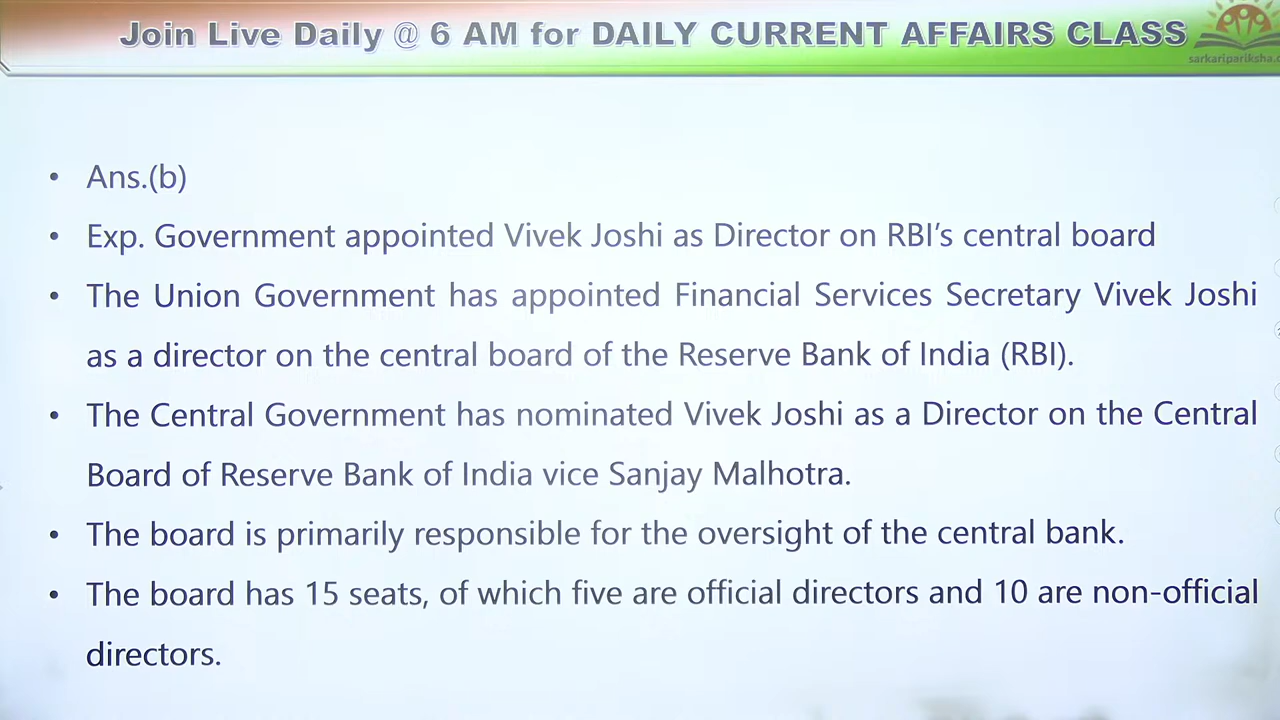 Join Live Daily @ 6 AM for DAILY CURRENT AFFAIRS CLASS
• Ans.(b)
• Exp. Government appointed Vivek Joshi as Director on RBI's central board
• The Union Government has appointed Financial Services Secretary Vivek Joshi
as a director on the central board of the Reserve Bank of India (RBI).
• The Central Government has nominated Vivek Joshi as a Director on the Central
Board of Reserve Bank of India vice Sanjay Malhotra.
• The board is primarily responsible for the oversight of the central bank.
• The board has 15 seats, of which five are official directors and 10 are non-official
directors.